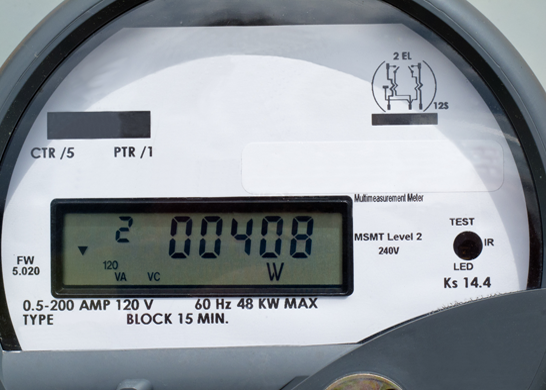 2 EL
12S
CTR /5 PTR /1
Multimeasurement Meter
2 00408
MSMT Level 2
240V
TEST
IR
LED
FW
5.020
120
VA VC W
Ks 14.4
0.5-200 AMP 120 V 60 Hz 48 KW MAX
TYPE BLOCK 15 MIN.